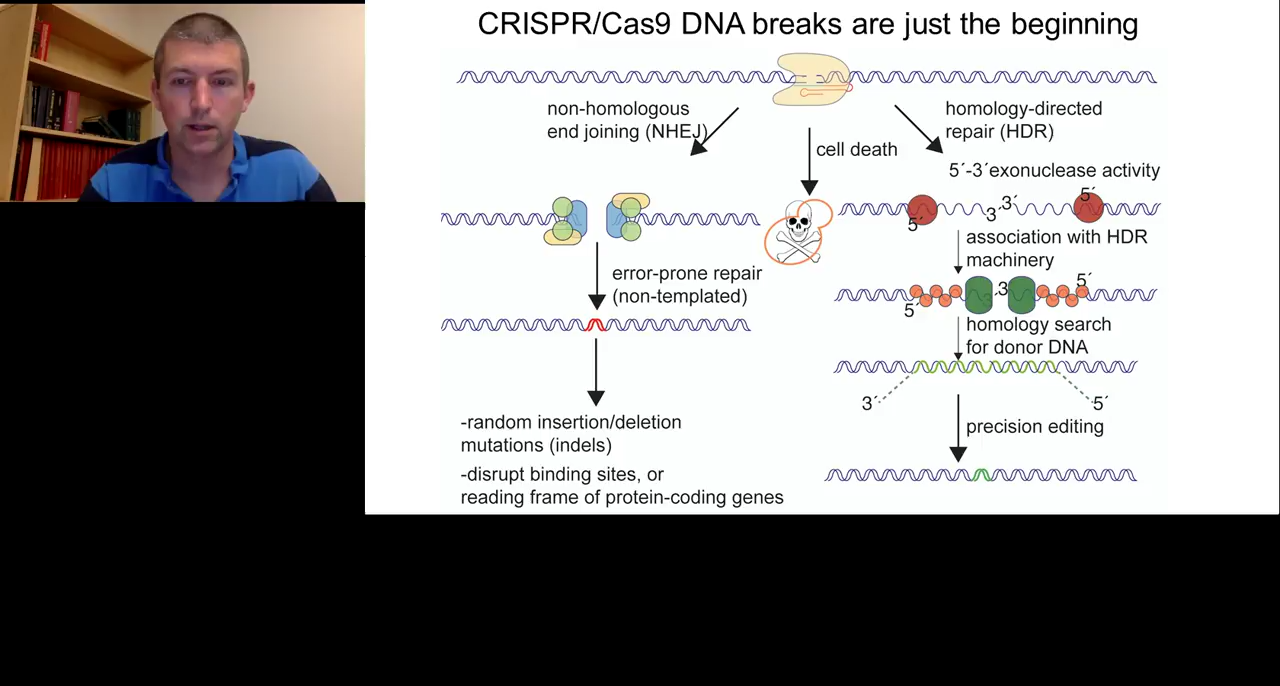 CRISPR/Cas9 DNA breaks are just the beginning
non-homologous
end joining (NHEJ)
cell death
homology-directed
repair (HDR)
5´-3´exonuclease activity
5´
3´
3´
5´
association with HDR
machinery
error-prone repair
(non-templated)
5´
3´
3´
5´
homology search
for donor DNA
3´
5´
-random insertion/deletion
mutations (indels)
-disrupt binding sites, or
reading frame of protein-coding genes
precision editing